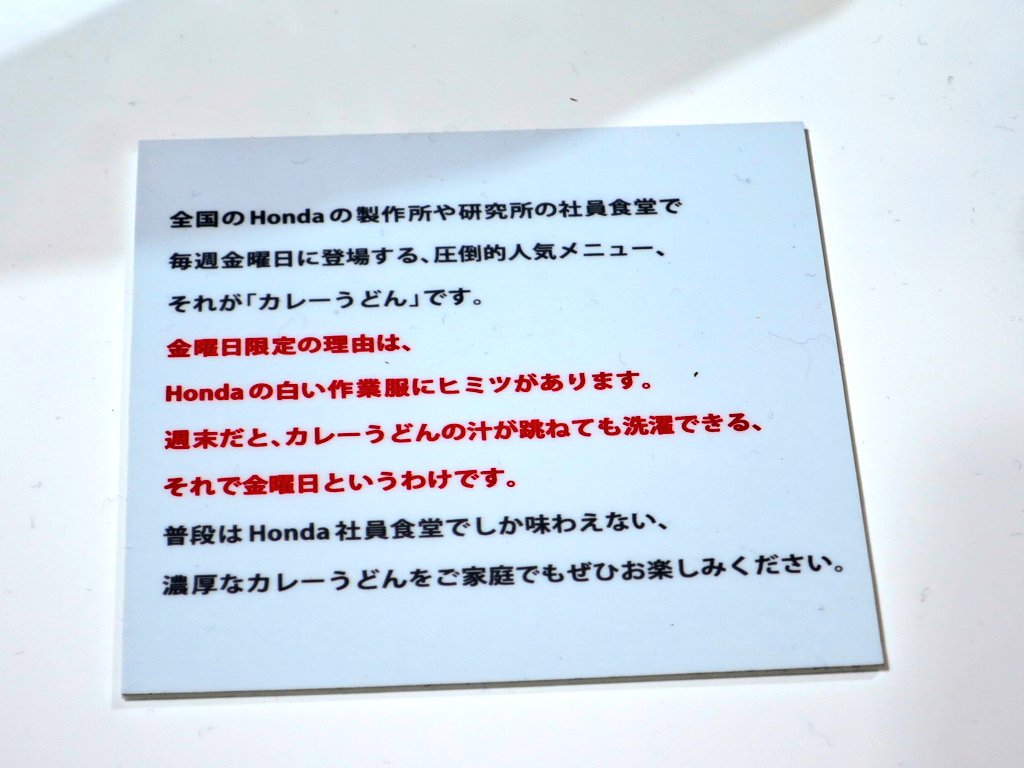 全国のHondaの製作所や研究所の社員食堂で
毎週金曜日に登場する、圧倒的人気メニュー、
それが「カレーうどん」です。
金曜日限定の理由は、
Hondaの白い作業服にヒミツがあります。
週末だと、カレーうどんの汁が跳ねても洗濯できる、
それで金曜日というわけです。
普段はHonda社員食堂でしか味わえない、
濃厚なカレーうどんをご家庭でもぜひお楽しみください。